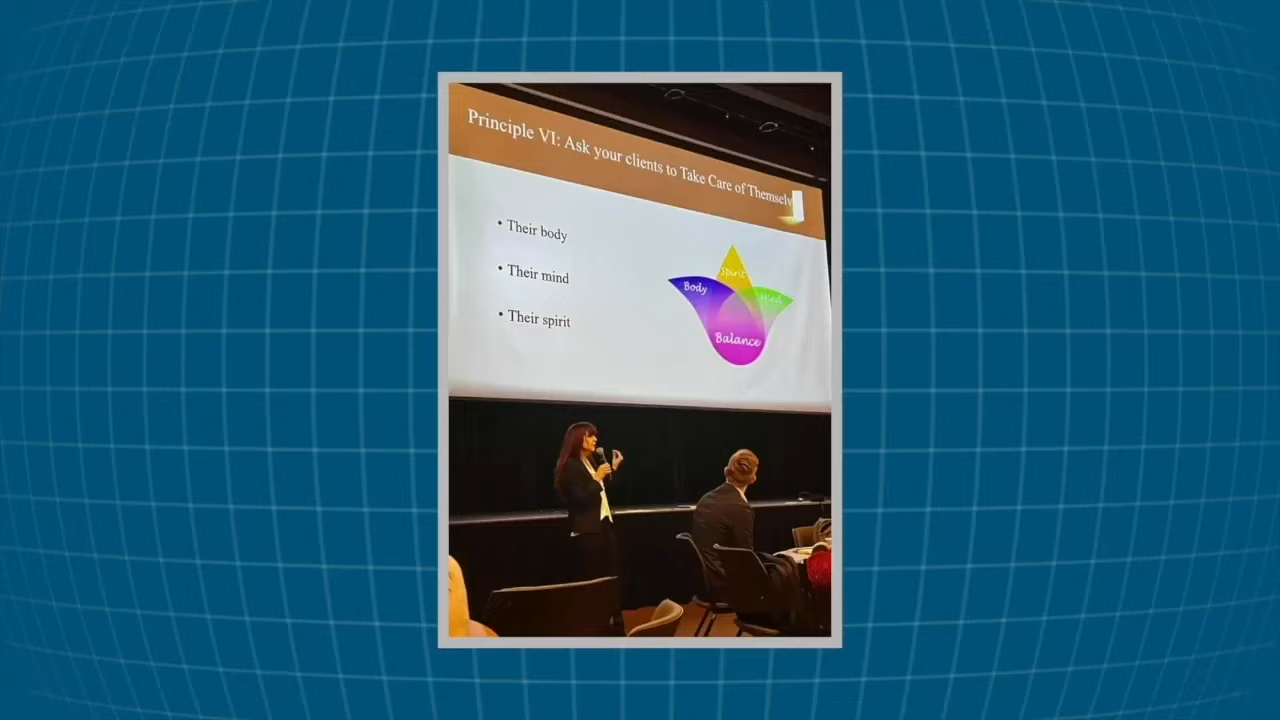 Principle VI: Ask your clients to Take Care of Themselv
• Their body
• Their mind
• Their spirit
Spirit
Body
Mind
Balance